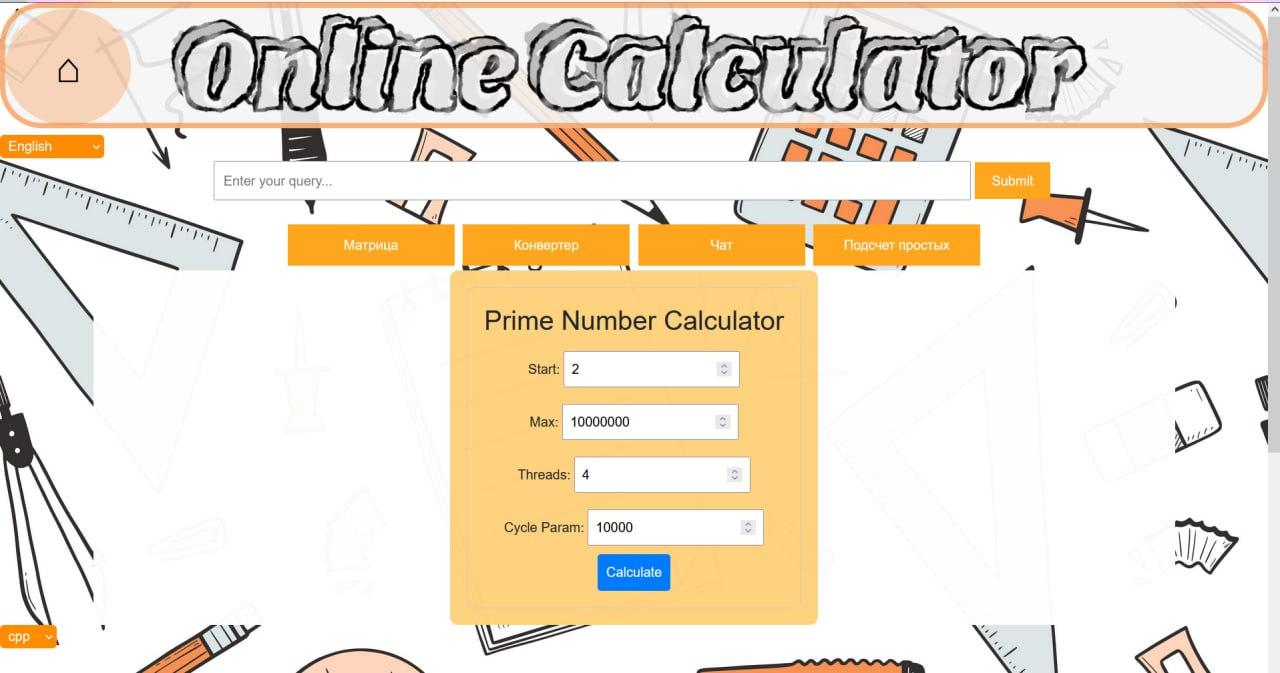 Online Calculator
English
Enter your query... Submit
Матрица Конвертер Чат Подсчет простых
Prime Number Calculator
Start: 2
Max: 10000000
Threads: 4
Cycle Param: 10000
Calculate
cpp